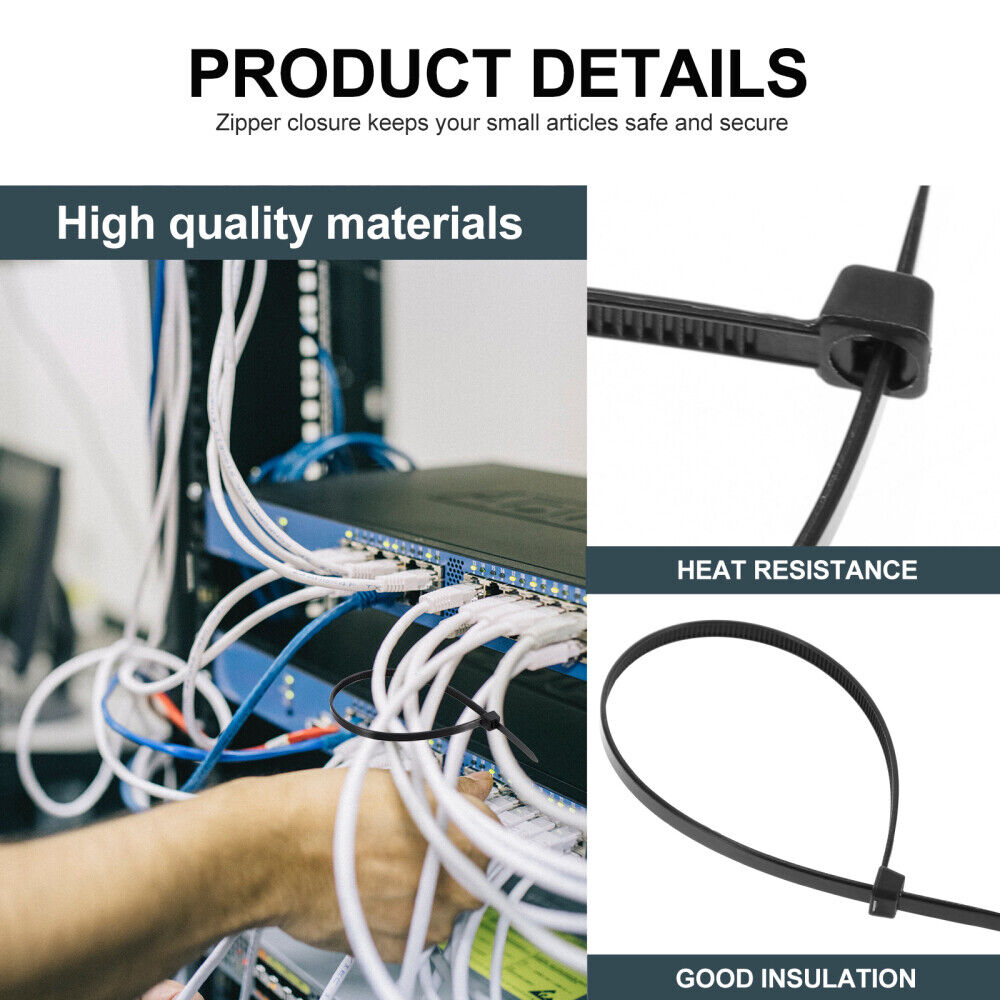 PRODUCT DETAILS
Zipper closure keeps your small articles safe and secure
High quality materials
HEAT RESISTANCE
GOOD INSULATION